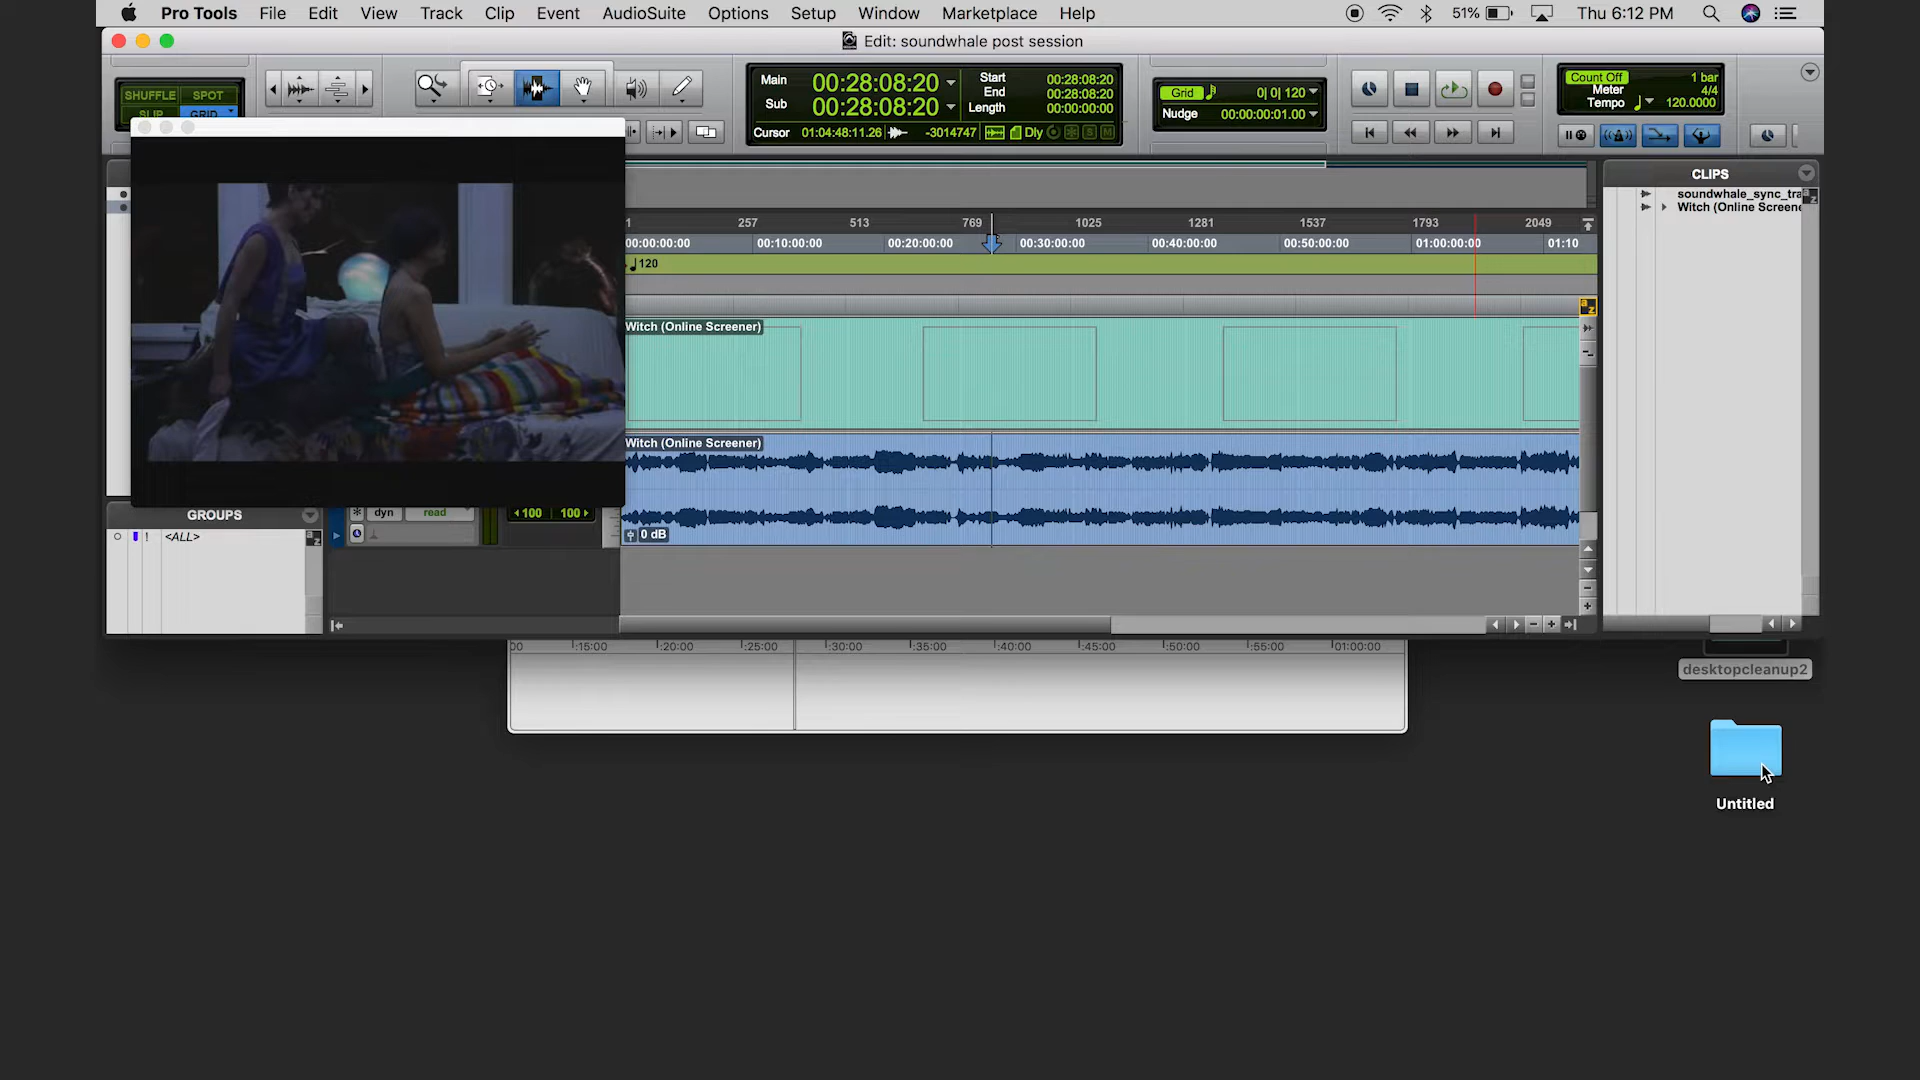 Pro Tools File Edit View Track Clip Event AudioSuite Options Setup Window Marketplace Help 51% Thu 6:12 PM
Edit: soundwhale post session
SHUFFLE SPOT
SLIP GRID
Main 00:28:08:20
Sub 00:28:08:20
Start 00:28:08:20
End 00:28:08:20
Length 00:00:00:00
Cursor 01:04:48:11.26 -3014747 Dly
Grid 0| 0| 120
Nudge 00:00:00:01.00
Count Off 1 bar
Meter 4/4
Tempo 120.0000
CLIPS
soundwhale_sync_tra
Witch (Online Screene
1 257 513 769 1025 1281 1537 1793 2049
00:00:00:00 00:10:00:00 00:20:00:00 00:30:00:00 00:40:00:00 00:50:00:00 01:00:00:00 01:10
120
Witch (Online Screener)
Witch (Online Screener)
0 dB
dyn read
100 100
GROUPS
! <ALL>
00 :15:00 :20:00 :25:00 :30:00 :35:00 :40:00 :45:00 :50:00 :55:00 01:00:00
desktopcleanup2
Untitled